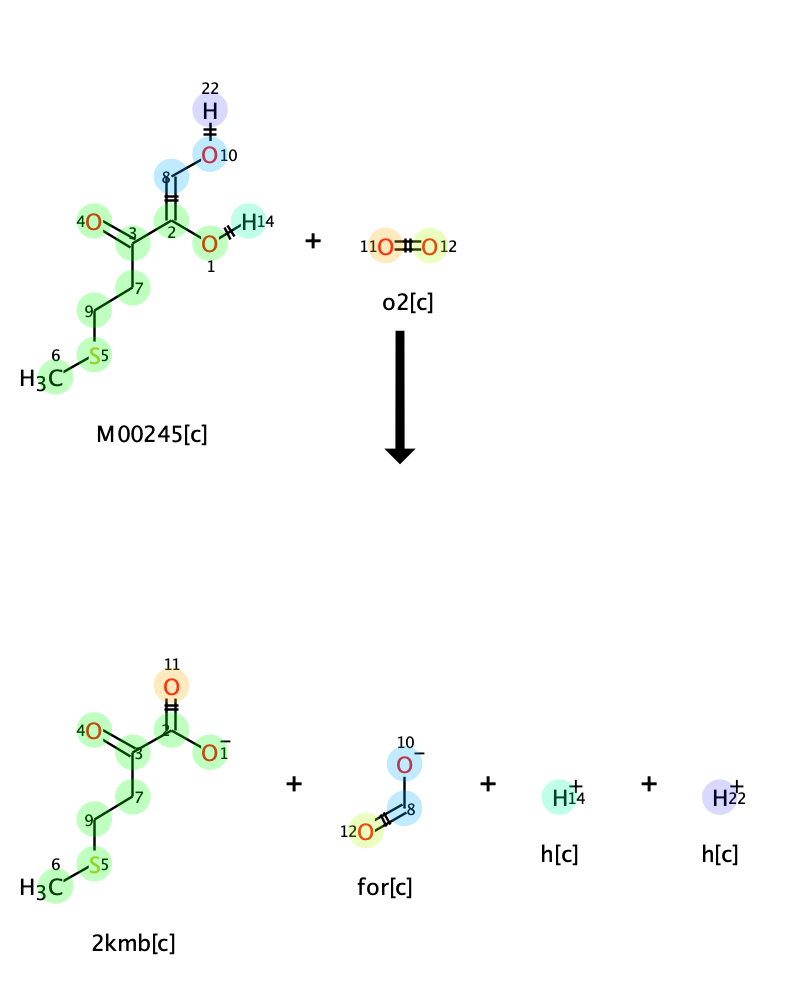 22
H
O10
8
4O
3
2
O
H14
1
7
9
6
S5
H3C
M00245[c]
+
11O
O12
o2[c]
11
O
4O
3
2
O1−
7
9
6
S5
H3C
2kmb[c]
+
10
O−
8
12O
for[c]
+
H14+
h[c]
+
H22+
h[c]